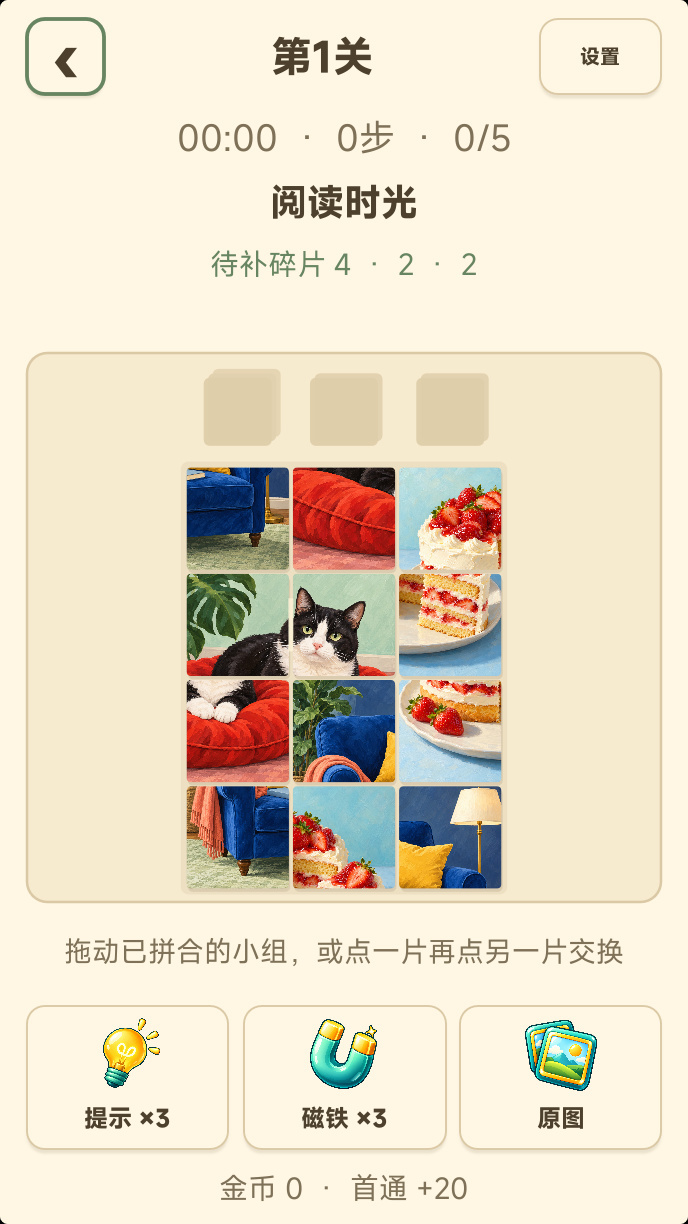 第1关
设置
00:00 · 0步 · 0/5
阅读时光
待补碎片 4 · 2 · 2
拖动已拼合的小组，或点一片再点另一片交换
提示 ×3
磁铁 ×3
原图
金币 0 · 首通 +20